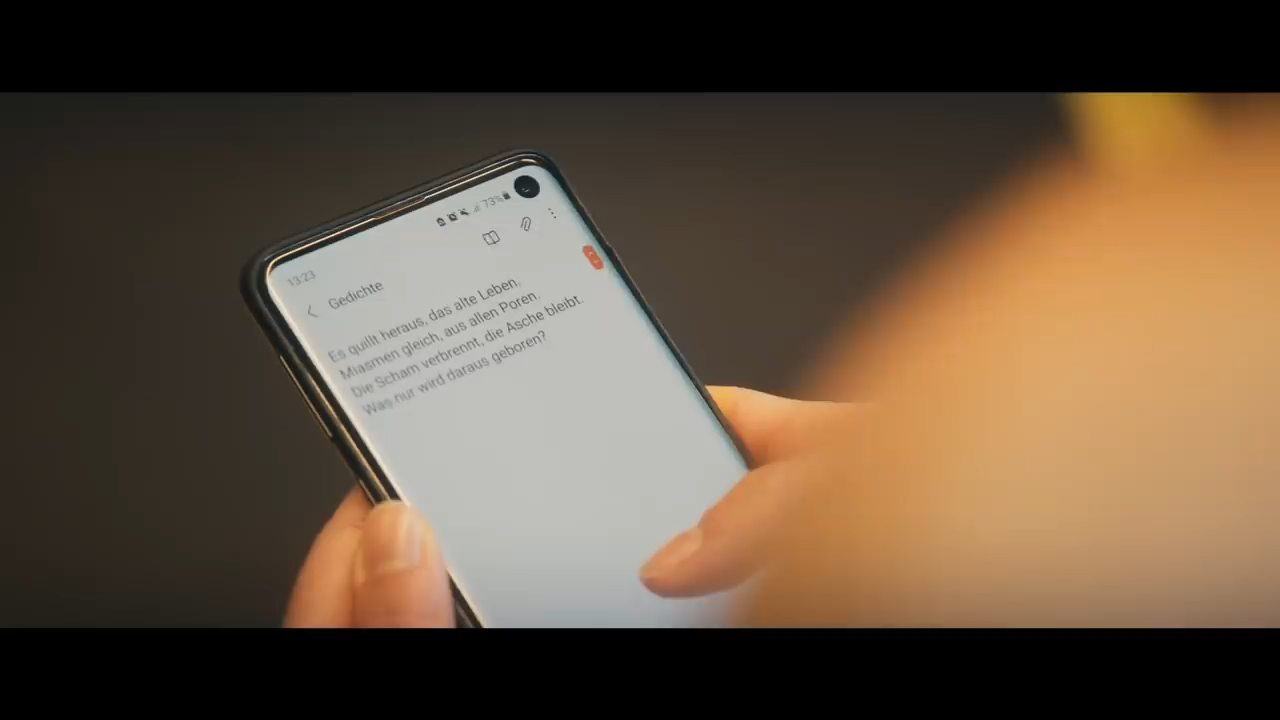 73%
13:23
Gedichte
Es quillt heraus, das alte Leben.
Miasmen gleich, aus allen Poren.
Die Scham verbrennt, die Asche bleibt.
Was nur wird daraus geboren?